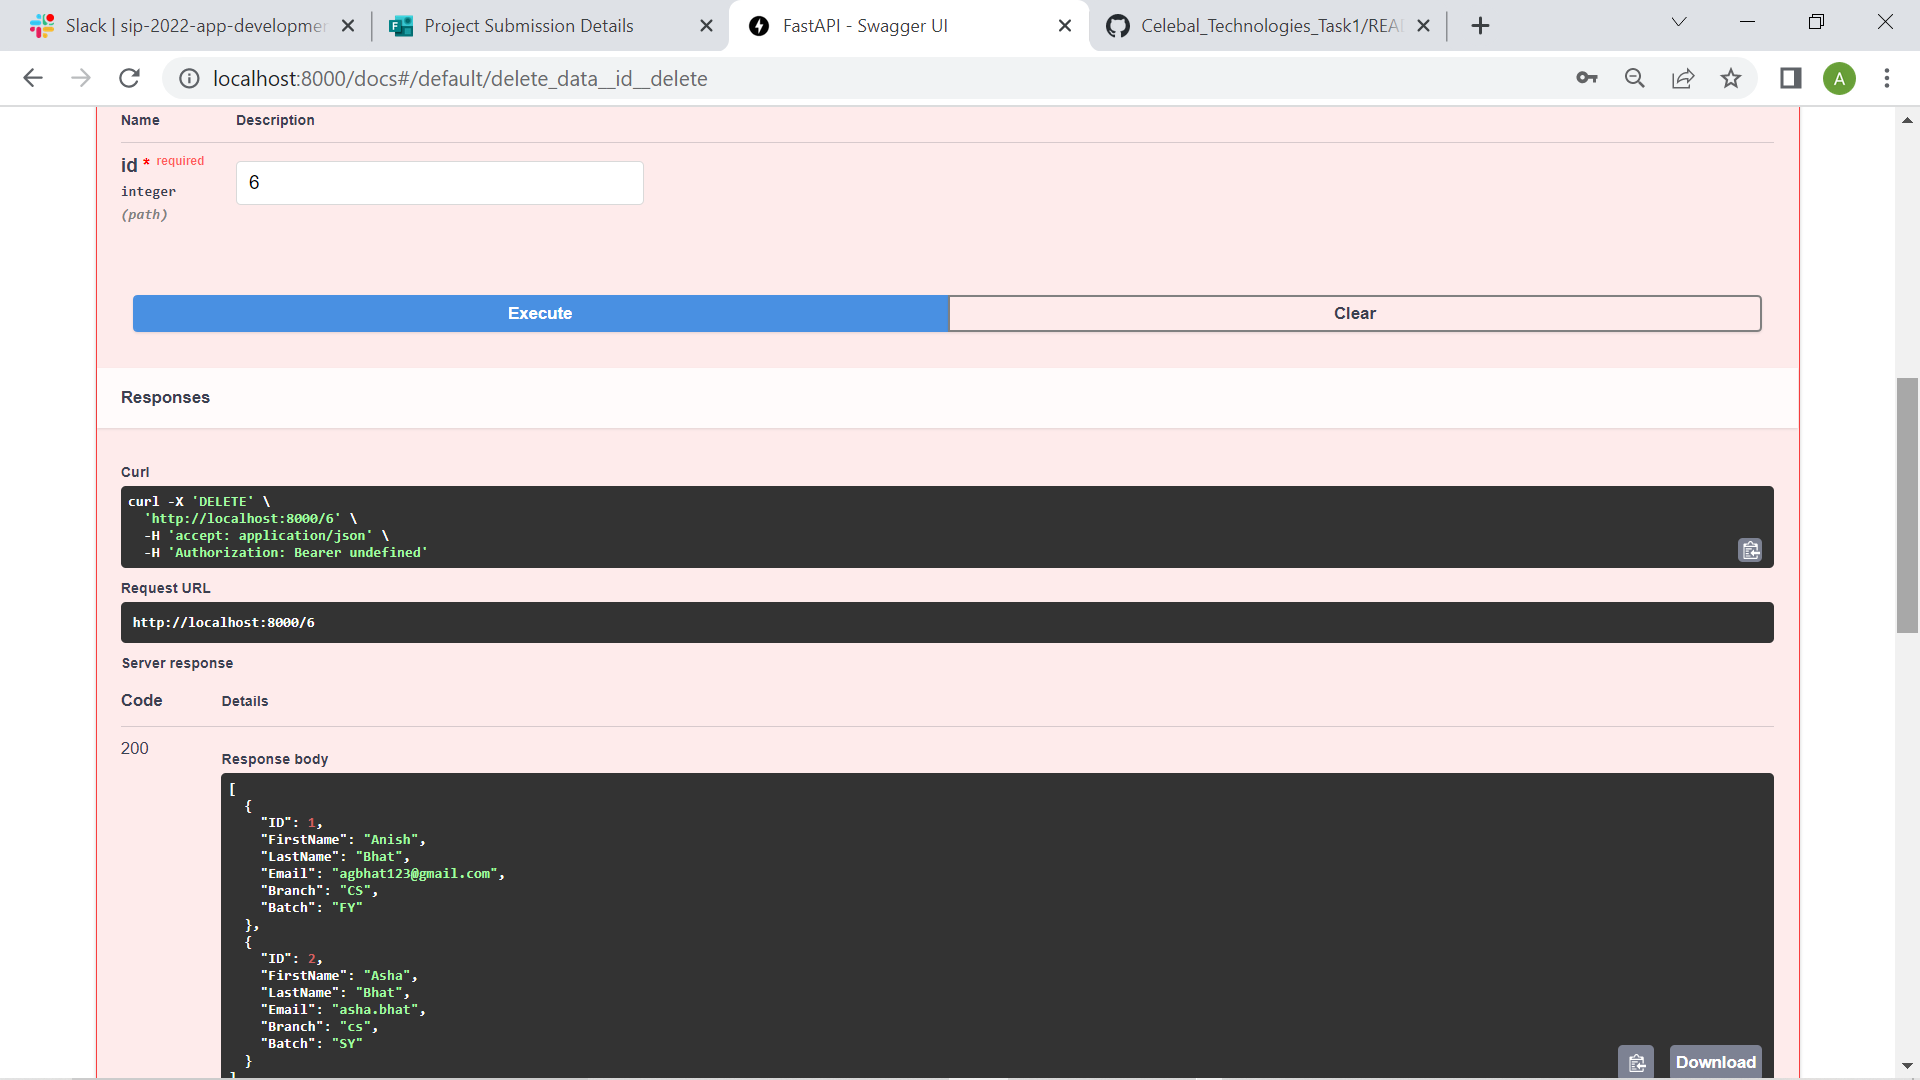 Slack | sip-2022-app-developmen
Project Submission Details
FastAPI - Swagger UI
Celebal_Technologies_Task1/REA
localhost:8000/docs#/default/delete_data__id__delete
A
Name Description
id * required
integer
(path)
6
Execute
Clear
Responses
Curl
curl -X 'DELETE' \
'http://localhost:8000/6' \
-H 'accept: application/json' \
-H 'Authorization: Bearer undefined'
Request URL
http://localhost:8000/6
Server response
Code Details
200
Response body
[
{
"ID": 1,
"FirstName": "Anish",
"LastName": "Bhat",
"Email": "agbhat123@gmail.com",
"Branch": "CS",
"Batch": "FY"
},
{
"ID": 2,
"FirstName": "Asha",
"LastName": "Bhat",
"Email": "asha.bhat",
"Branch": "cs",
"Batch": "SY"
}
]
Download